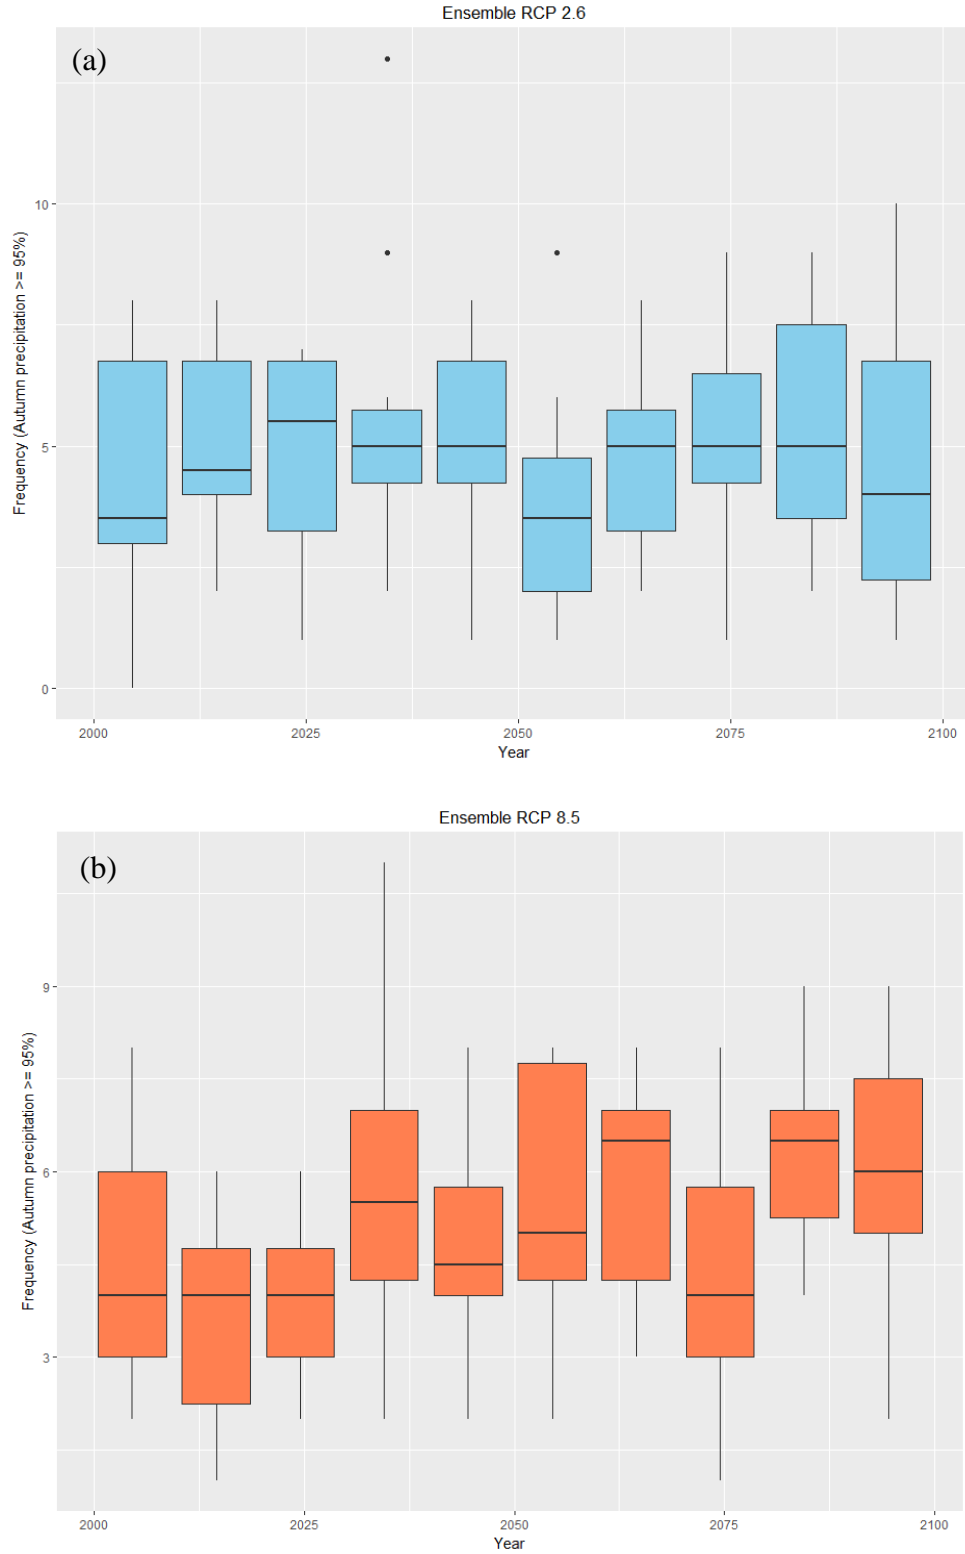 Ensemble RCP 2.6
(a)
10
5
0
Frequency (Autumn precipitation >= 95%)
2000 2025 2050 2075 2100
Year
Ensemble RCP 8.5
(b)
9
6
3
Frequency (Autumn precipitation >= 95%)
2000 2025 2050 2075 2100
Year